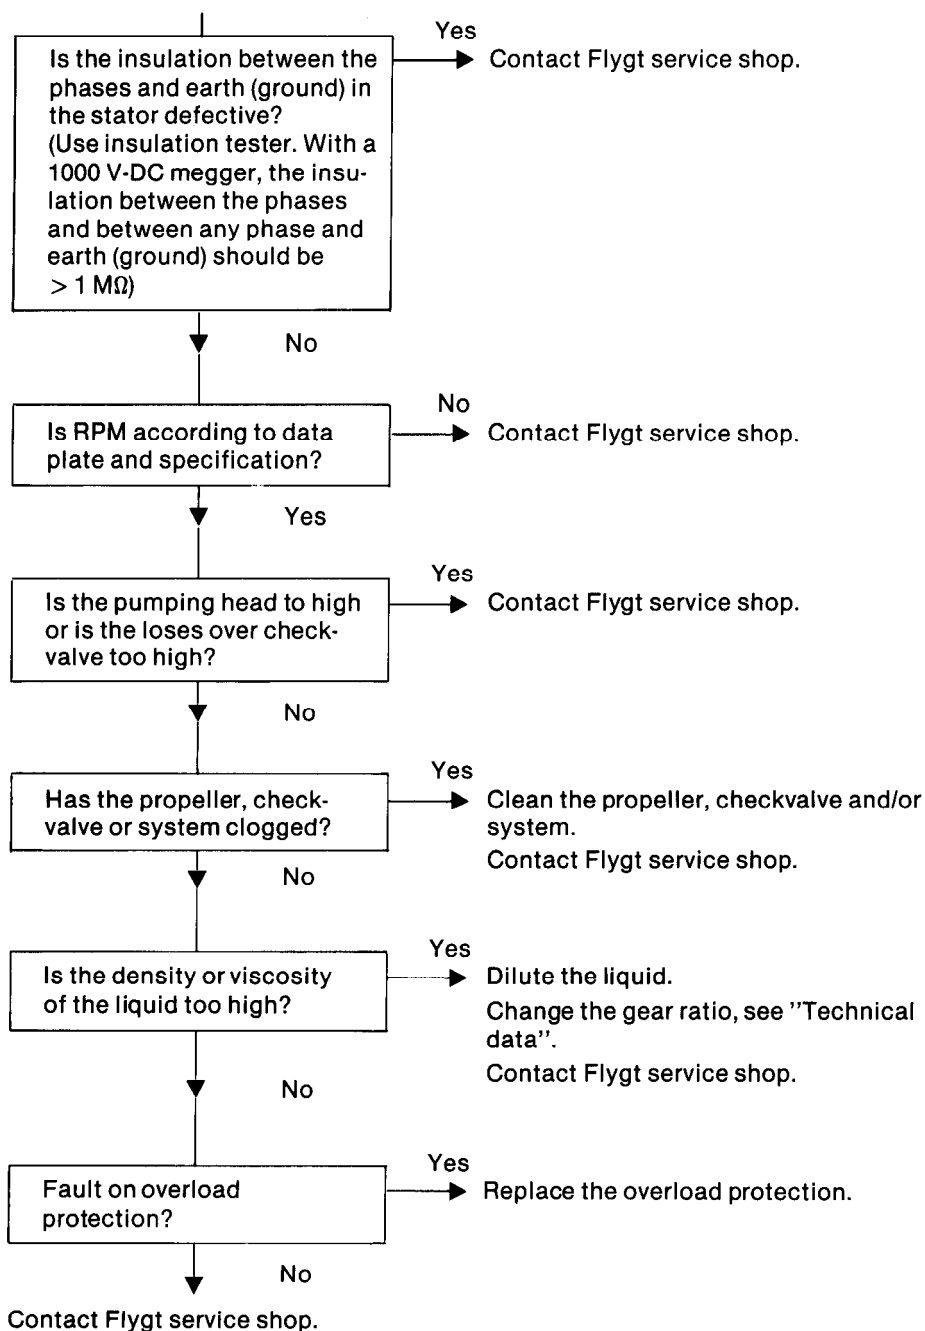 Yes
Is the insulation between the
phases and earth (ground) in
the stator defective?
(Use insulation tester. With a
1000 V-DC megger, the insu-
lation between the phases
and between any phase and
earth (ground) should be
> 1 MΩ)
Contact Flygt service shop.
No
No
Is RPM according to data
plate and specification?
Contact Flygt service shop.
Yes
Yes
Is the pumping head to high
or is the loses over check-
valve too high?
Contact Flygt service shop.
No
Yes
Has the propeller, check-
valve or system clogged?
Clean the propeller, checkvalve and/or
system.
Contact Flygt service shop.
No
Yes
Is the density or viscosity
of the liquid too high?
Dilute the liquid.
Change the gear ratio, see "Technical
data".
Contact Flygt service shop.
No
Yes
Fault on overload
protection?
Replace the overload protection.
No
Contact Flygt service shop.